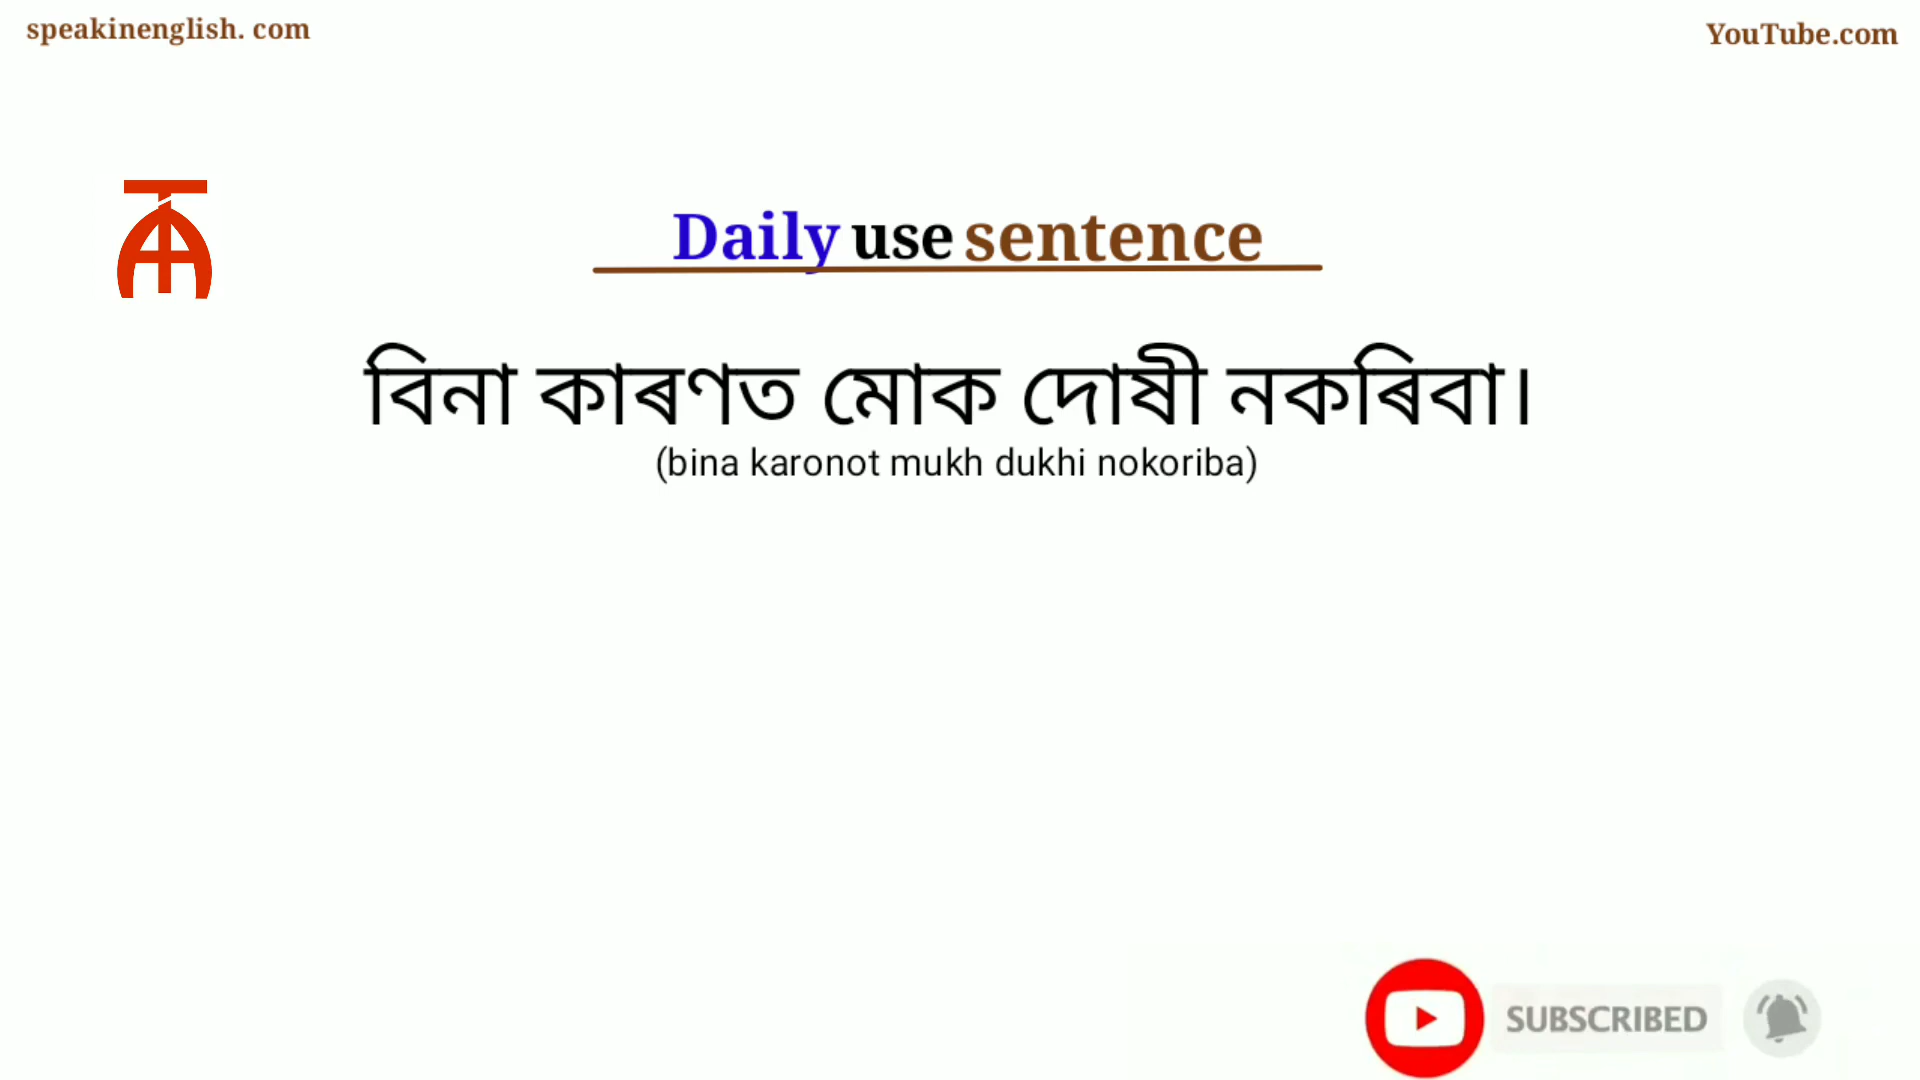 speakinenglish. com
YouTube.com
Daily use sentence
বিনা কাৰণত মোক দোষী নকৰিবা।
(bina karonot mukh dukhi nokoriba)
SUBSCRIBED